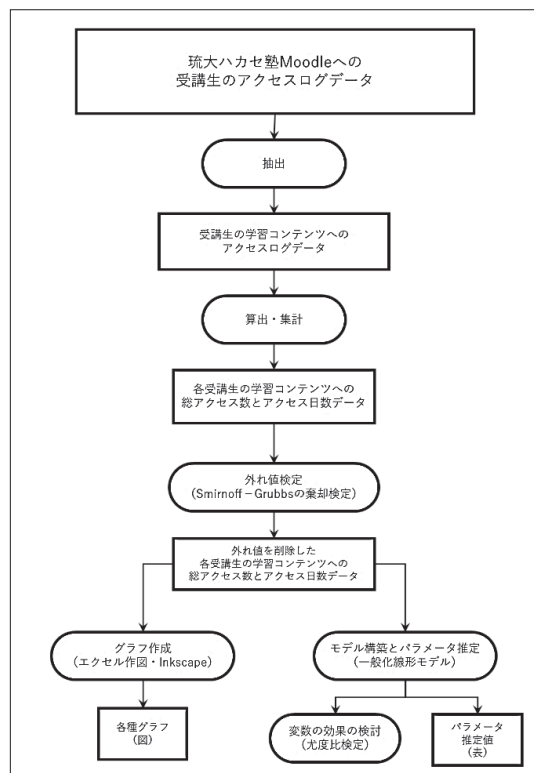 琉大ハカセ塾Moodleへの
受講生のアクセスログデータ
抽出
受講生の学習コンテンツへの
アクセスログデータ
算出・集計
各受講生の学習コンテンツへの
総アクセス数とアクセス日数データ
外れ値検定
(Smirnoff－Grubbsの棄却検定)
外れ値を削除した
各受講生の学習コンテンツへの
総アクセス数とアクセス日数データ
グラフ作成
(エクセル作図・Inkscape)
モデル構築とパラメータ推定
(一般化線形モデル)
各種グラフ
(図)
変数の効果の検討
(尤度比検定)
パラメータ
推定値
(表)